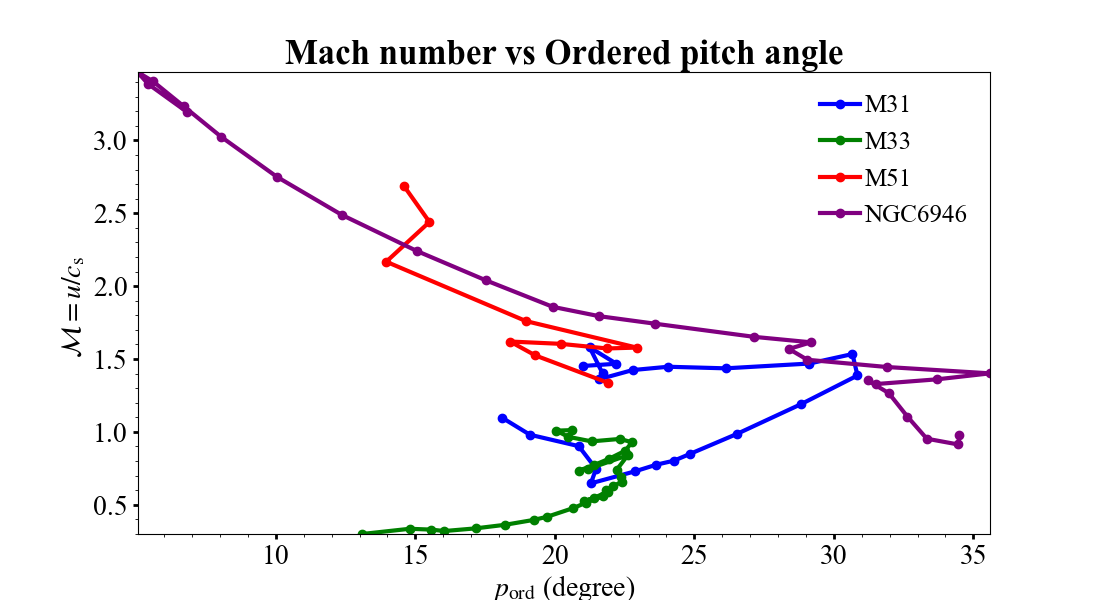 Mach number vs Ordered pitch angle
M31
M33
M51
NGC6946
3.0
2.5
2.0
1.5
1.0
0.5
ℳ = u/cₛ
10 15 20 25 30 35
p_ord (degree)